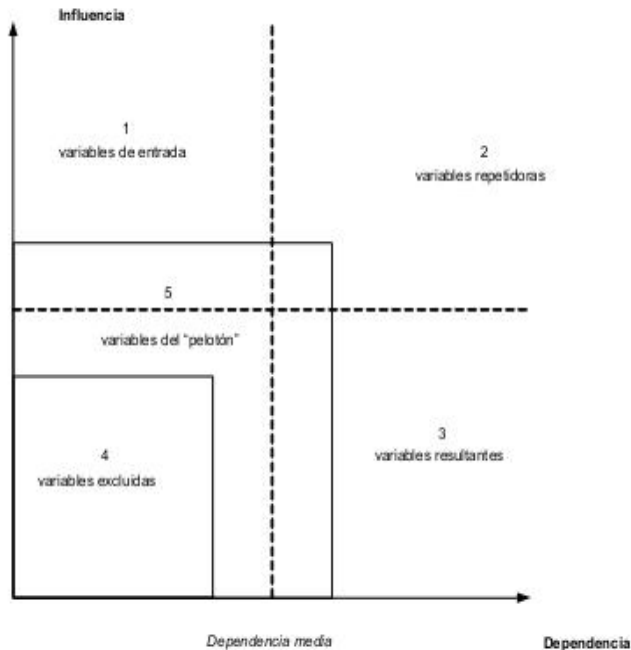 Influencia
1
variables de entrada
2
variables repetidoras
5
variables del “pelotón”
3
variables resultantes
4
variables excluidas
Dependencia media
Dependencia